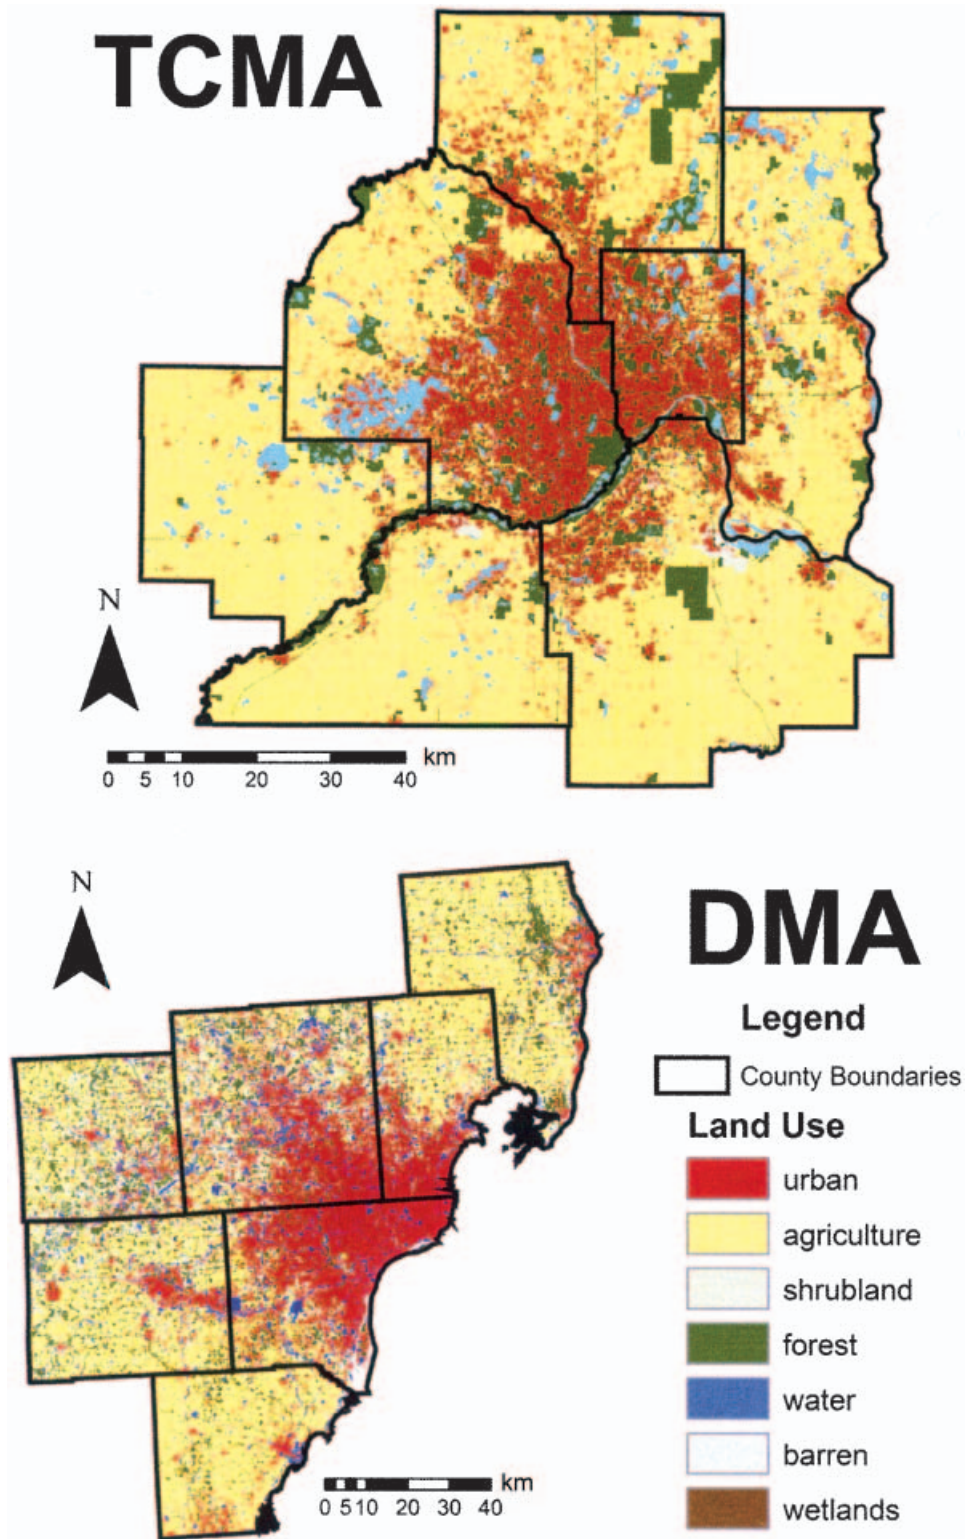 TCMA
N
km
0 5 10 20 30 40
N
DMA
Legend
County Boundaries
Land Use
urban
agriculture
shrubland
forest
water
barren
wetlands
km
0 5 10 20 30 40